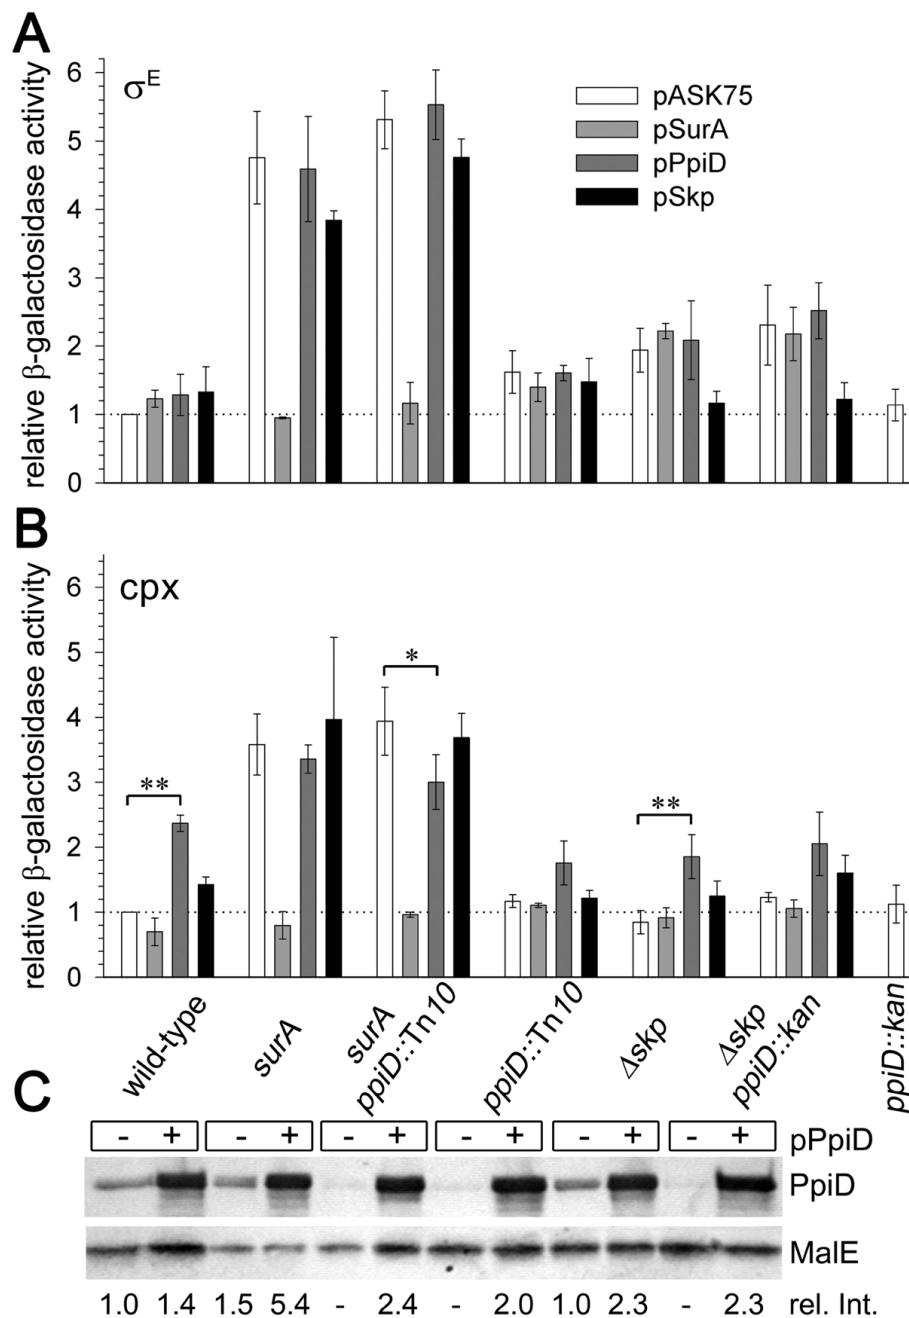 A
relative β-galactosidase activity
6
5
4
3
2
1
0
σE
pASK75
pSurA
pPpiD
pSkp
B
relative β-galactosidase activity
6
5
4
3
2
1
0
cpx
**
*
**
wild-type
surA
surA
ppiD::Tn10
ppiD::Tn10
Δskp
Δskp
ppiD::kan
ppiD::kan
C
- + - + - + - + - + - + pPpiD
PpiD
MalE
1.0 1.4 1.5 5.4 - 2.4 - 2.0 1.0 2.3 - 2.3 rel. Int.